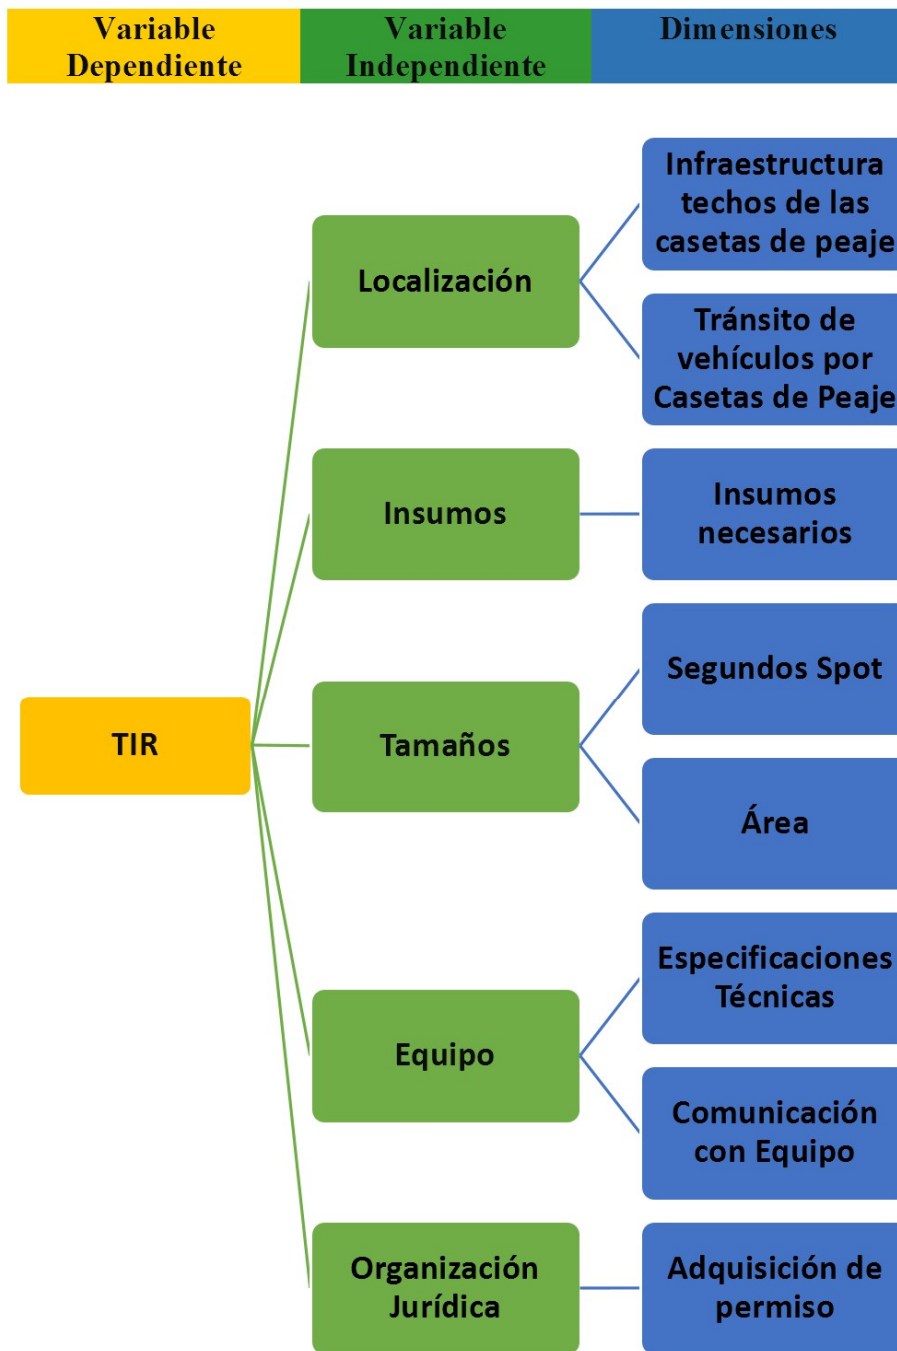 Variable
Dependiente
Variable
Independiente
Dimensiones
TIR
Localización
Infraestructura
techos de las
casetas de peaje
Tránsito de
vehículos por
Casetas de Peaje
Insumos
Insumos
necesarios
Tamaños
Segundos Spot
Área
Equipo
Especificaciones
Técnicas
Comunicación
con Equipo
Organización
Jurídica
Adquisición de
permiso